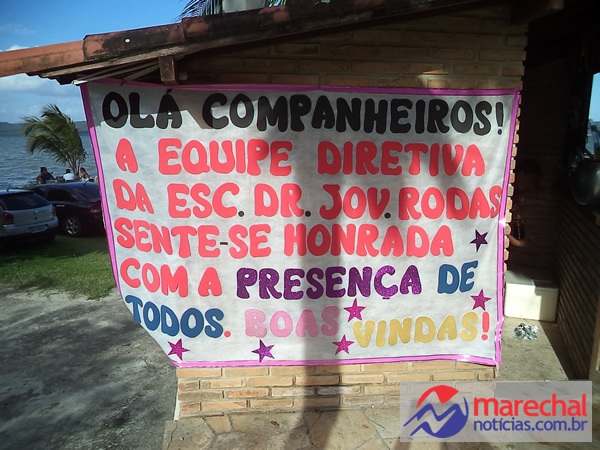 OLÁ COMPANHEIROS!
A EQUIPE DIRETIVA
DA ESC. DR. JOV. RODAS
SENTE-SE HONRADA
COM A PRESENÇA DE
TODOS. BOAS VINDAS!
marechal
notícias.com.br